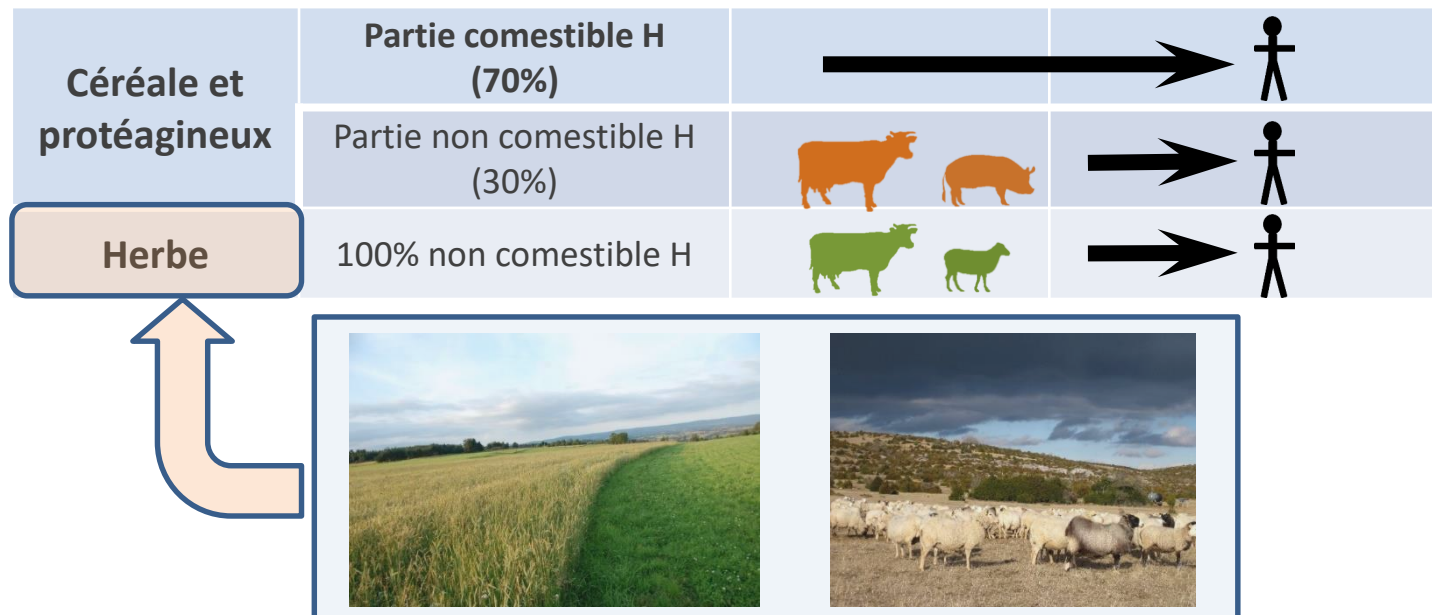 Céréale et
protéagineux
Partie comestible H
(70%)
Partie non comestible H
(30%)
Herbe
100% non comestible H